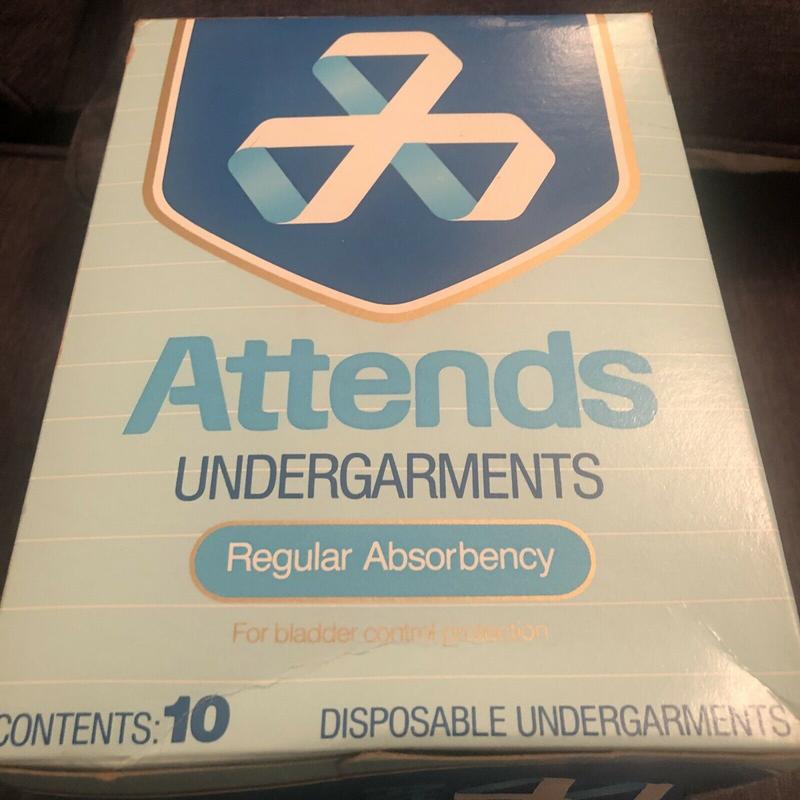 Attends
UNDERGARMENTS
Regular Absorbency
For bladder control protection
CONTENTS: 10
DISPOSABLE UNDERGARMENTS